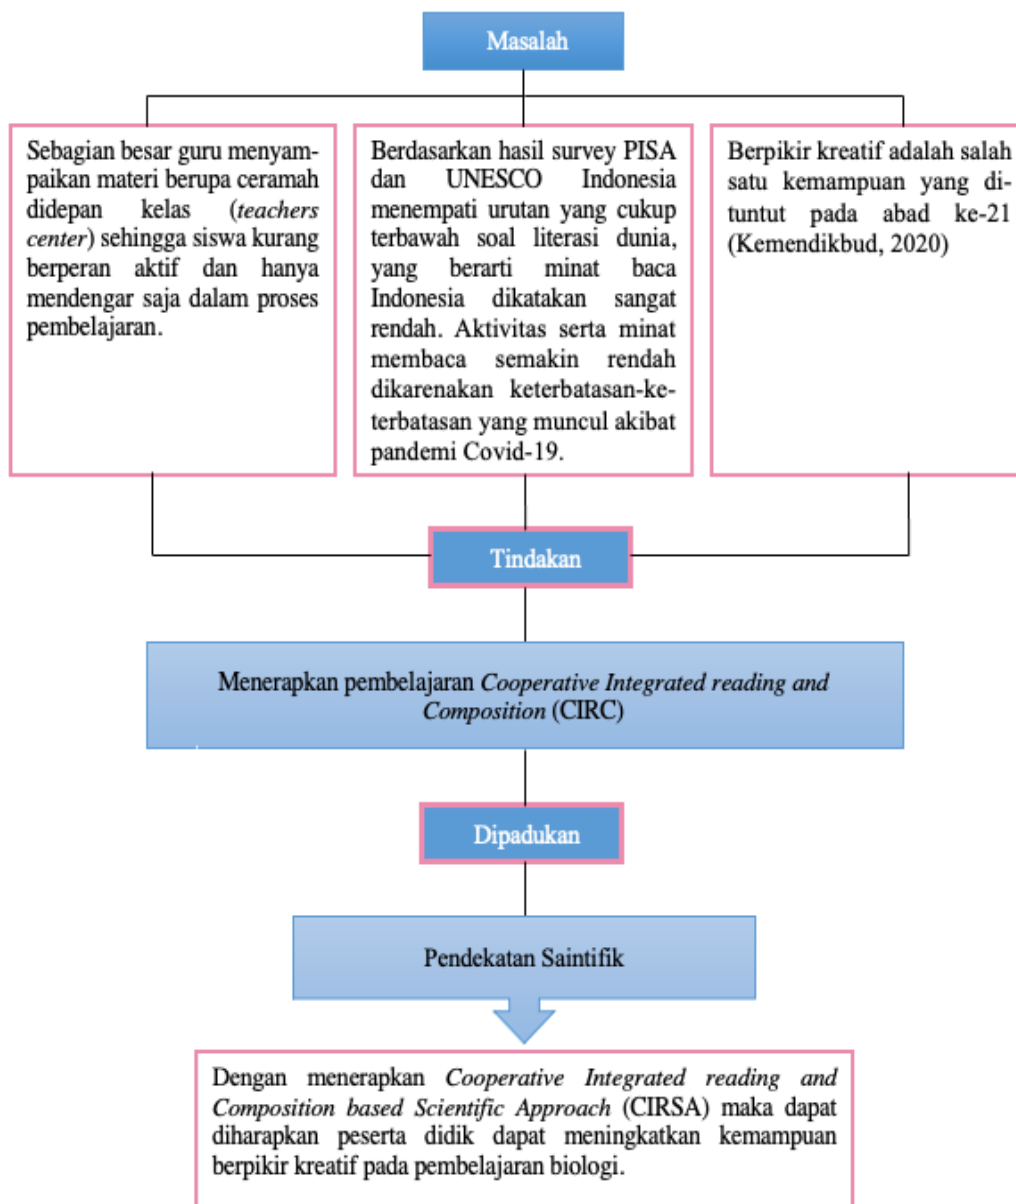 Masalah
Sebagian besar guru menyam-
paikan materi berupa ceramah
didepan kelas (teachers
center) sehingga siswa kurang
berperan aktif dan hanya
mendengar saja dalam proses
pembelajaran.
Berdasarkan hasil survey PISA
dan UNESCO Indonesia
menempati urutan yang cukup
terbawah soal literasi dunia,
yang berarti minat baca
Indonesia dikatakan sangat
rendah. Aktivitas serta minat
membaca semakin rendah
dikarenakan keterbatasan-ke-
terbatasan yang muncul akibat
pandemi Covid-19.
Berpikir kreatif adalah salah
satu kemampuan yang di-
tuntut pada abad ke-21
(Kemendikbud, 2020)
Tindakan
Menerapkan pembelajaran Cooperative Integrated reading and
Composition (CIRC)
Dipadukan
Pendekatan Saintifik
Dengan menerapkan Cooperative Integrated reading and
Composition based Scientific Approach (CIRSA) maka dapat
diharapkan peserta didik dapat meningkatkan kemampuan
berpikir kreatif pada pembelajaran biologi.